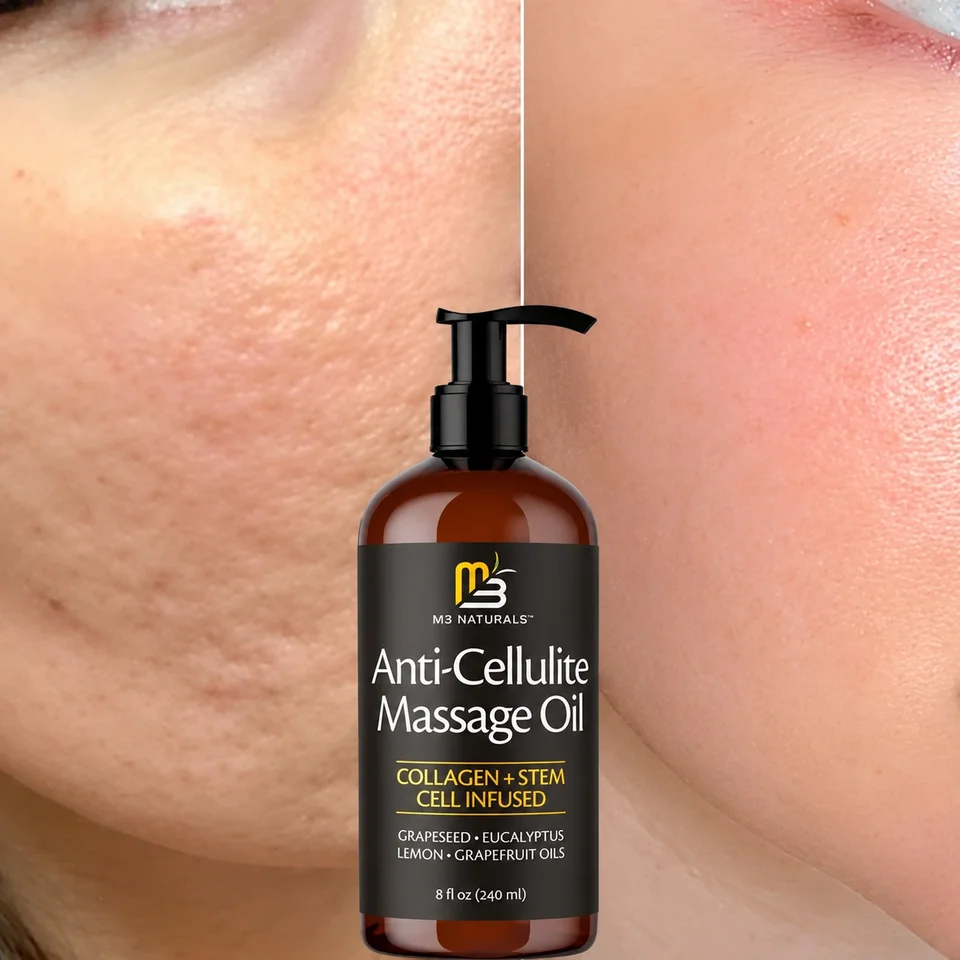 M3
M3 NATURALS™
Anti-Cellulite
Massage Oil
COLLAGEN + STEM
CELL INFUSED
GRAPESEED • EUCALYPTUS
LEMON • GRAPEFRUIT OILS
8 fl oz (240 ml)